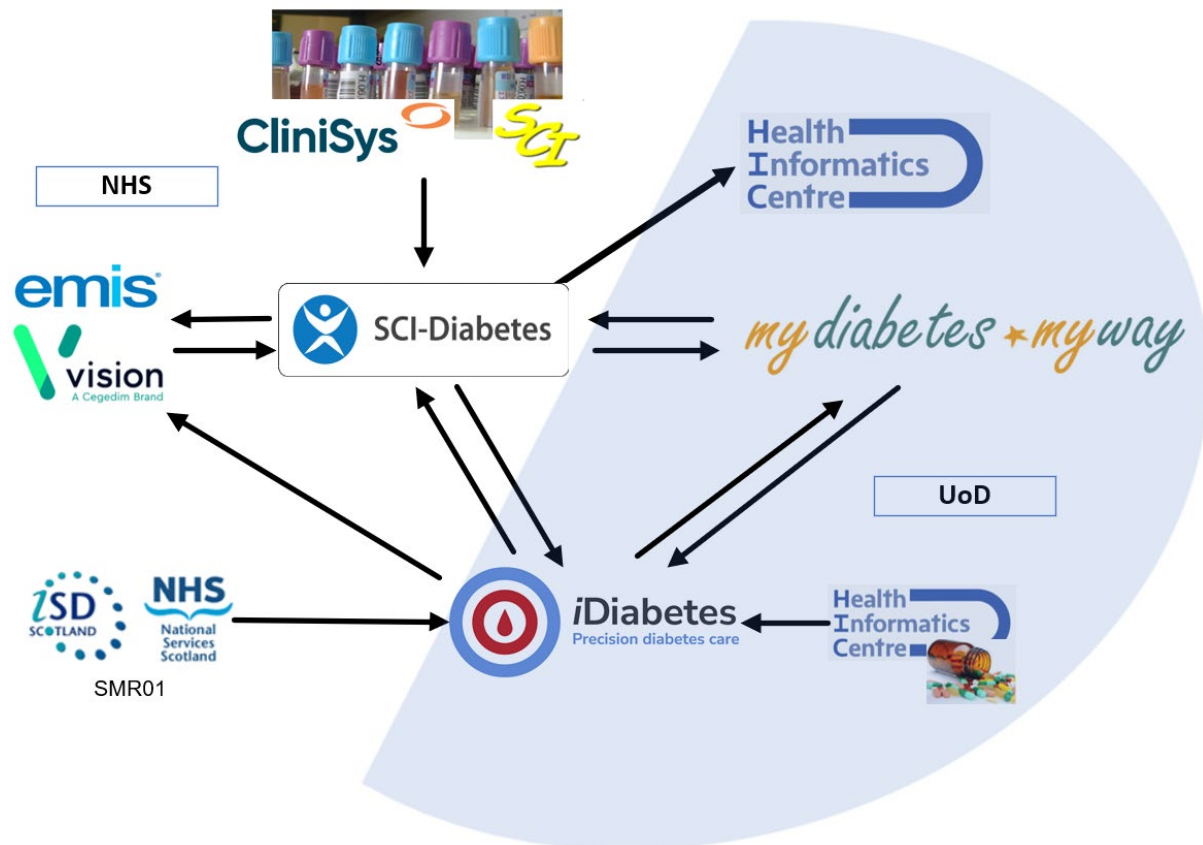 CliniSys
SCI
NHS
Health
Informatics
Centre
emis®
vision
A Cegedim Brand
SCI-Diabetes
my diabetes my way
UoD
iSD
SCOTLAND
NHS
National
Services
Scotland
SMR01
iDiabetes
Precision diabetes care
Health
Informatics
Centre